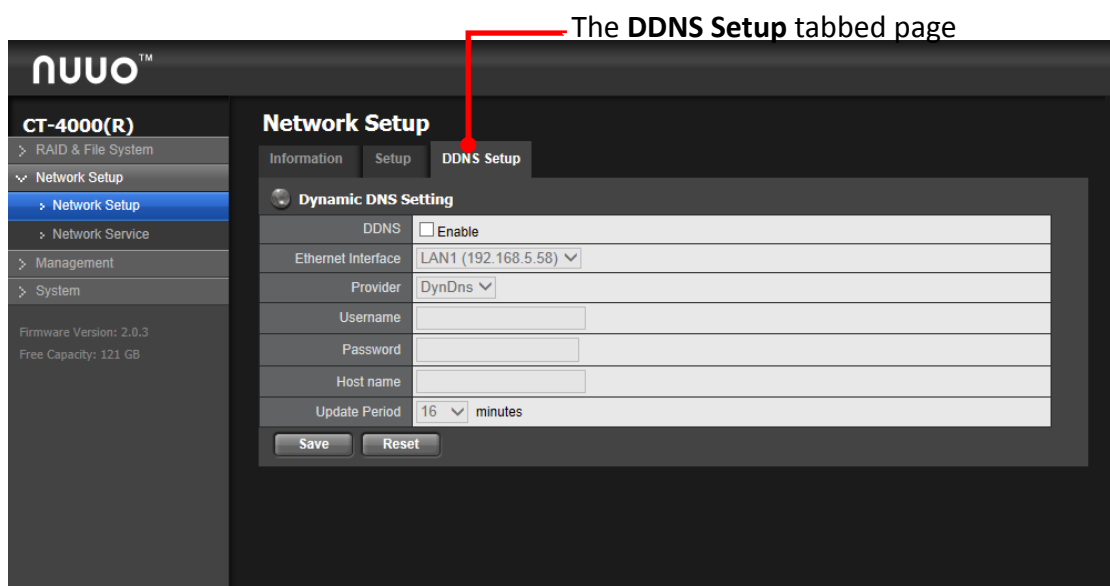 The DDNS Setup tabbed page
nuuo™
CT-4000(R)
> RAID & File System
Network Setup
Network Setup
Network Service
> Management
> System
Firmware Version: 2.0.3
Free Capacity: 121 GB
Network Setup
Information Setup DDNS Setup
Dynamic DNS Setting
DDNS Enable
Ethernet Interface LAN1 (192.168.5.58)
Provider DynDns
Username
Password
Host name
Update Period 16 minutes
Save Reset